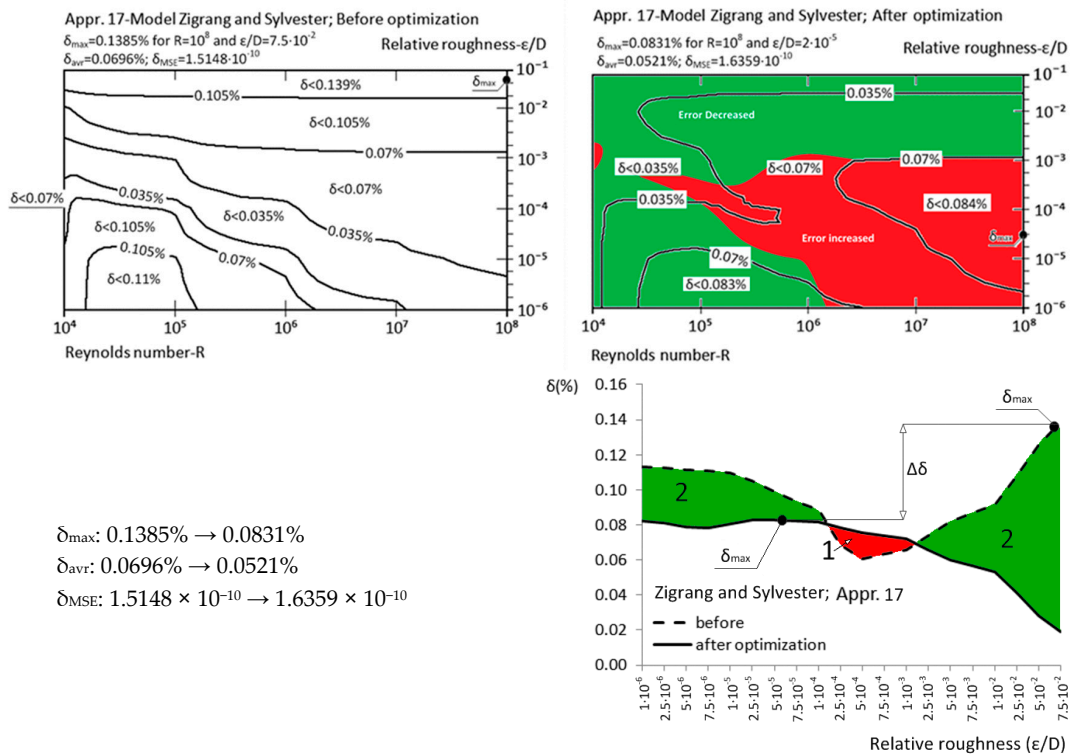 Appr. 17-Model Zigrang and Sylvester; Before optimization
δmax=0.1385% for R=10⁸ and ε/D=7.5·10⁻²
δavr=0.0696%; δMSE=1.5148·10⁻¹⁰
Relative roughness-ε/D
δmax
δ<0.139%
0.105%
δ<0.105%
0.07%
δ<0.07%
δ<0.07%
0.035%
δ<0.035%
0.035%
δ<0.105%
0.105%
0.07%
δ<0.11%
10⁻¹
10⁻²
10⁻³
10⁻⁴
10⁻⁵
10⁻⁶
10⁴ 10⁵ 10⁶ 10⁷ 10⁸
Reynolds number-R
Appr. 17-Model Zigrang and Sylvester; After optimization
δmax=0.0831% for R=10⁸ and ε/D=2·10⁻⁵
δavr=0.0521%; δMSE=1.6359·10⁻¹⁰
Relative roughness-ε/D
0.035%
Error Decreased
δ<0.035%
δ<0.07%
0.07%
0.035%
δ<0.084%
Error increased
δmax
0.07%
δ<0.083%
10⁻¹
10⁻²
10⁻³
10⁻⁴
10⁻⁵
10⁻⁶
10⁴ 10⁵ 10⁶ 10⁷ 10⁸
Reynolds number-R
δmax: 0.1385% → 0.0831%
δavr: 0.0696% → 0.0521%
δMSE: 1.5148 × 10⁻¹⁰ → 1.6359 × 10⁻¹⁰
δ(%)
0.16
0.14
0.12
0.10
0.08
0.06
0.04
0.02
0.00
δmax
Δδ
2
2
1
δmax
Zigrang and Sylvester; Appr. 17
before
after optimization
1·10⁻⁶
2.5·10⁻⁶
5·10⁻⁶
7.5·10⁻⁶
1·10⁻⁵
2.5·10⁻⁵
5·10⁻⁵
7.5·10⁻⁵
1·10⁻⁴
2.5·10⁻⁴
5·10⁻⁴
7.5·10⁻⁴
1·10⁻³
2.5·10⁻³
5·10⁻³
7.5·10⁻³
1·10⁻²
2.5·10⁻²
5·10⁻²
7.5·10⁻²
Relative roughness (ε/D)